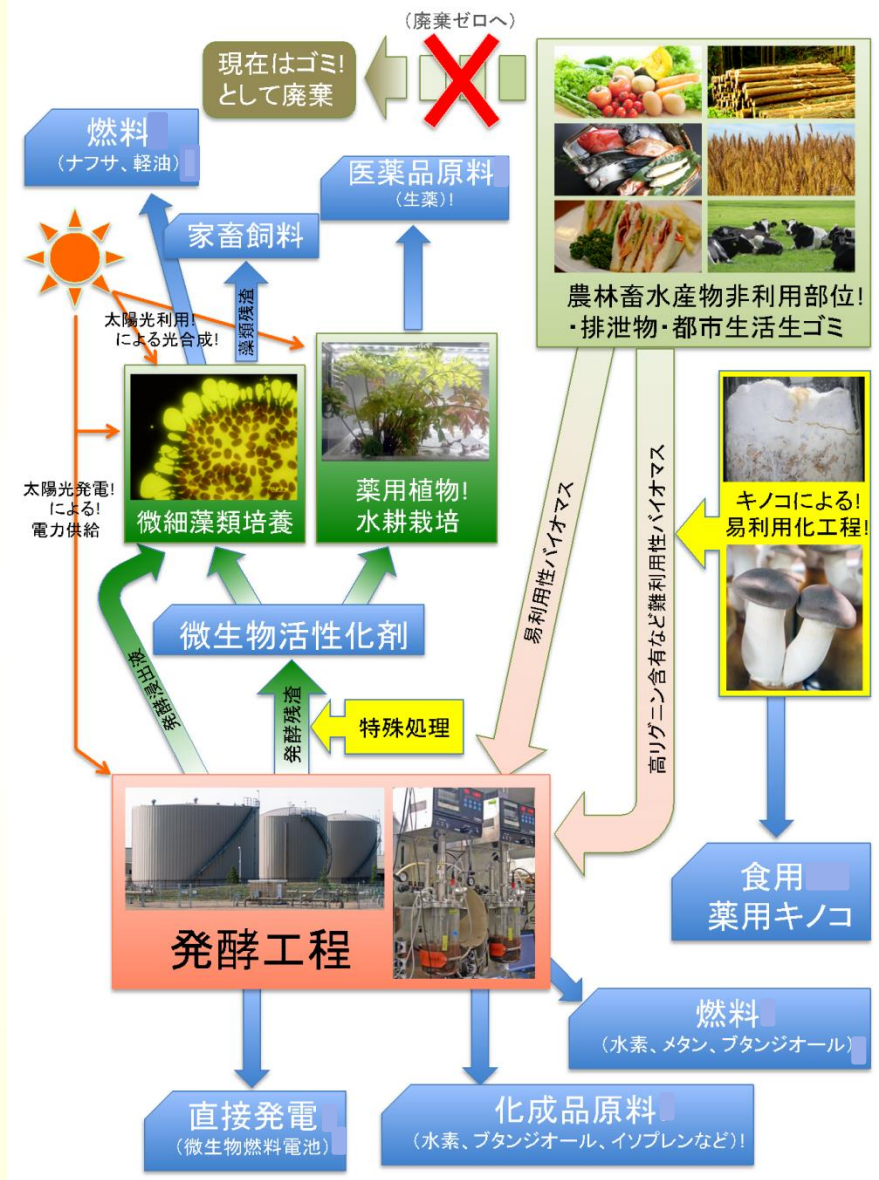 （廃棄ゼロへ）
現在はゴミ!
として廃棄
燃料
（ナフサ、軽油）
医薬品原料
（生薬）!
家畜飼料
農林畜水産物非利用部位!
・排泄物・都市生活生ゴミ
太陽光利用!
による光合成!
藻類残渣
微細藻類培養
薬用植物!
水耕栽培
太陽光発電!
による!
電力供給
キノコによる!
易利用化工程!
易利用性バイオマス
高リグニン含有など難利用性バイオマス
微生物活性化剤
発酵浸出液
発酵残渣
特殊処理
発酵工程
食用
薬用キノコ
燃料
（水素、メタン、ブタンジオール）
直接発電
（微生物燃料電池）
化成品原料
（水素、ブタンジオール、イソプレンなど）!